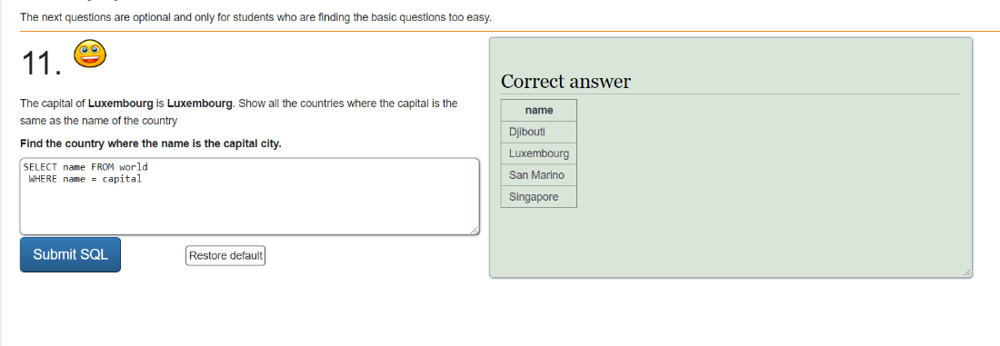 The next questions are optional and only for students who are finding the basic questions too easy.
11.
The capital of Luxembourg is Luxembourg. Show all the countries where the capital is the
same as the name of the country
Find the country where the name is the capital city.
SELECT name FROM world
WHERE name = capital
Submit SQL
Restore default
Correct answer
name
Djibouti
Luxembourg
San Marino
Singapore